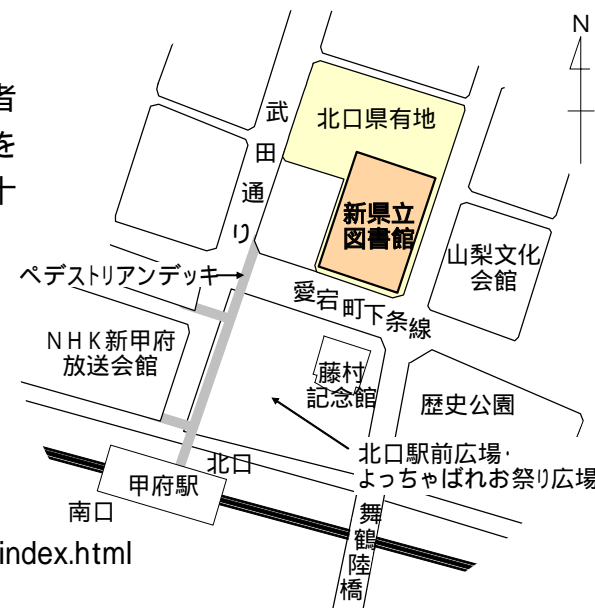 N
者
を
十
武田通り
北口県有地
新県立
図書館
山梨文化
会館
ペデストリアンデッキ
愛宕町下条線
NHK新甲府
放送会館
藤村
記念館
歴史公園
北口駅前広場・
よっちゃばれお祭り広場
北口
甲府駅
南口
舞鶴陸橋
index.html